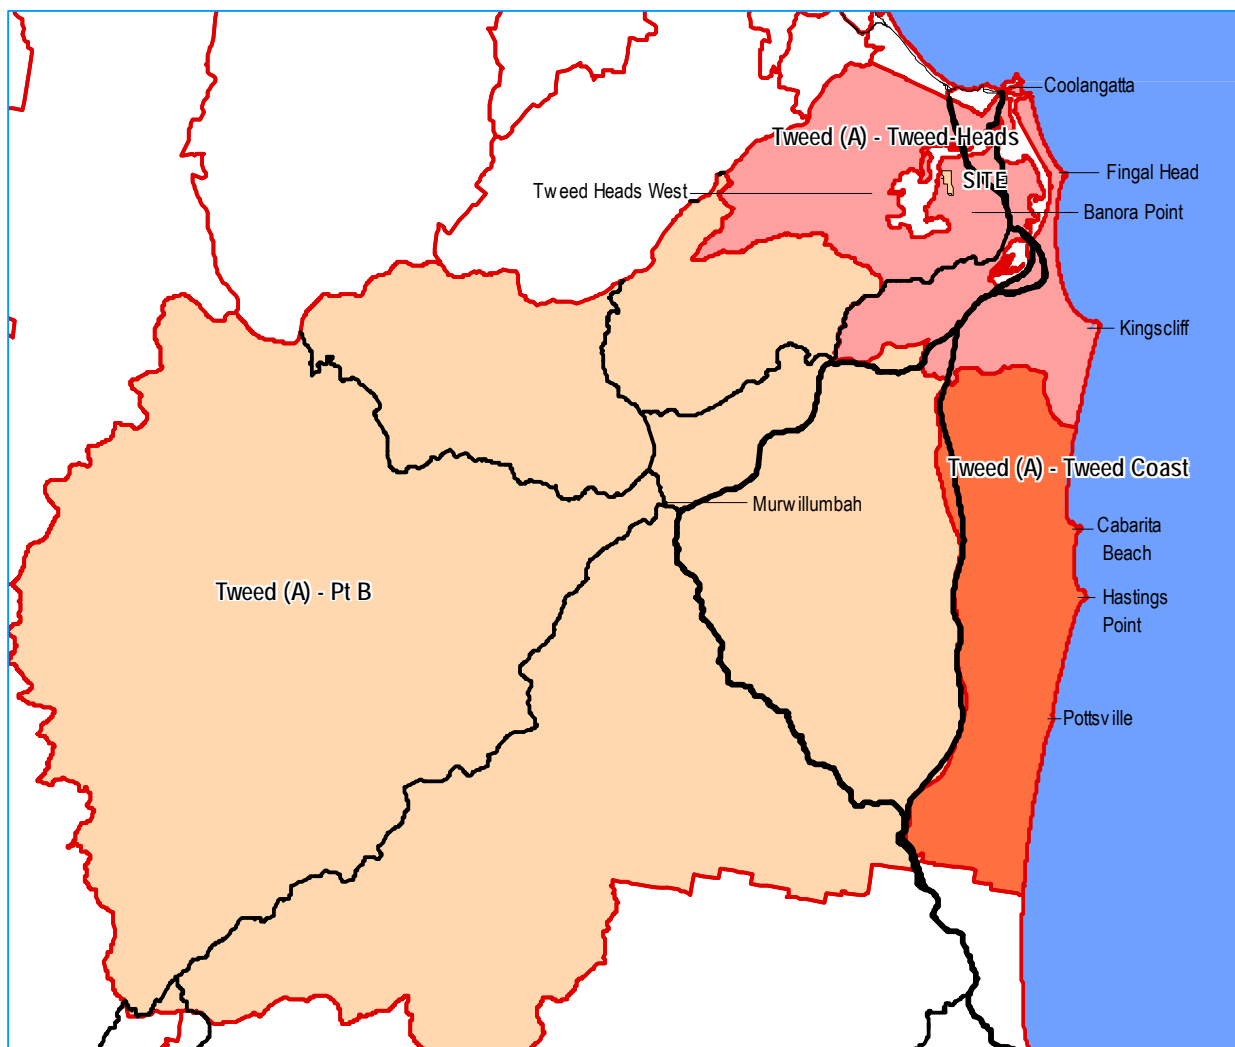 Coolangatta
Tweed (A) - Tweed-Heads
Fingal Head
SITE
Tweed Heads West
Banora Point
Kingscliff
Tweed (A) - Tweed Coast
Murwillumbah
Cabarita
Beach
Tweed (A) - Pt B
Hastings
Point
Pottsville